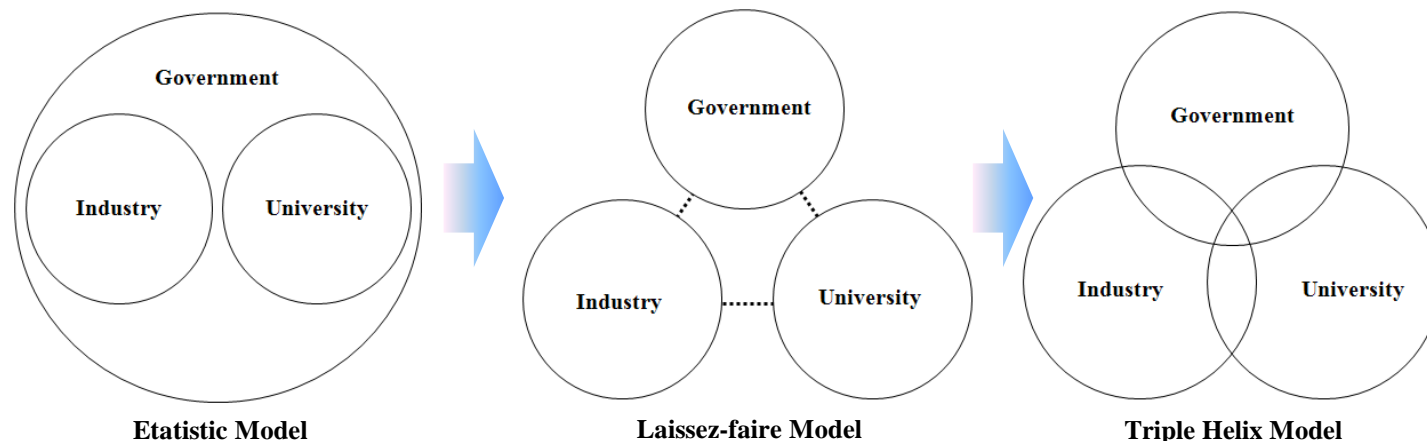 Government
Industry
University
Etatistic Model
Government
Industry
University
Laissez-faire Model
Government
Industry
University
Triple Helix Model